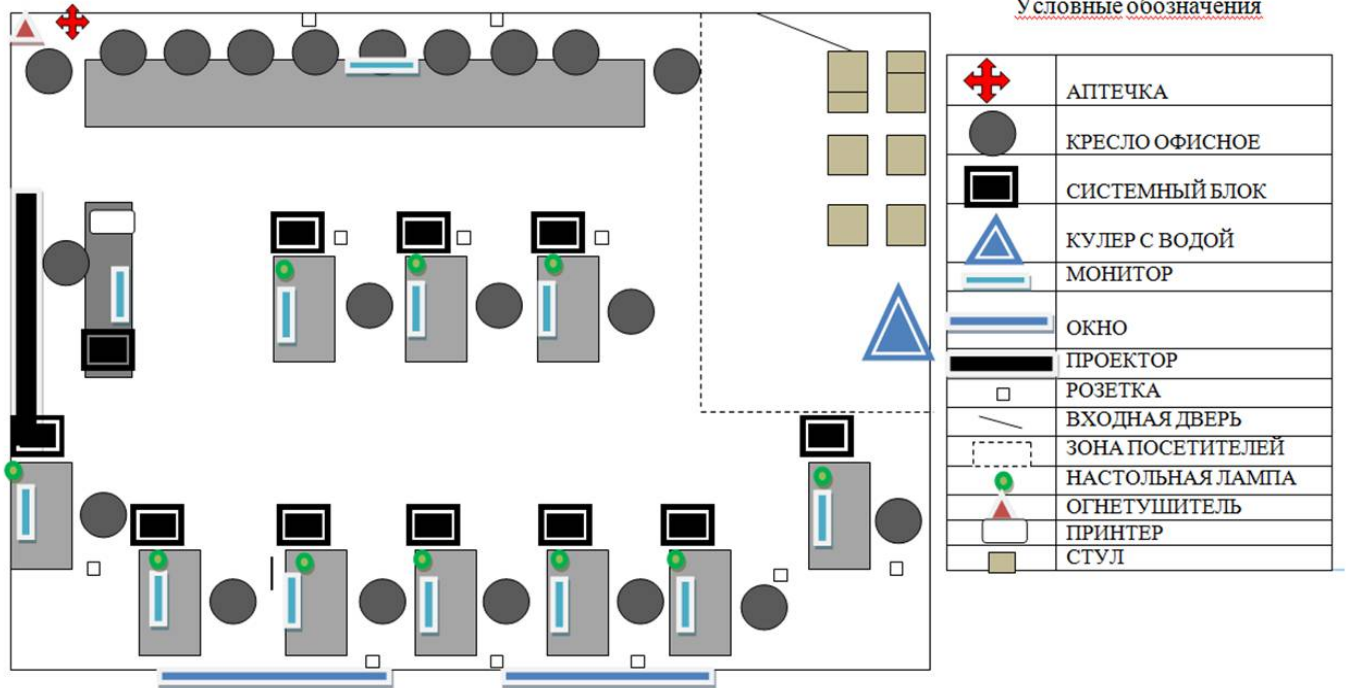 Условные обозначения
АПТЕЧКА
КРЕСЛО ОФИСНОЕ
СИСТЕМНЫЙ БЛОК
КУЛЕР С ВОДОЙ
МОНИТОР
ОКНО
ПРОЕКТОР
РОЗЕТКА
ВХОДНАЯ ДВЕРЬ
ЗОНА ПОСЕТИТЕЛЕЙ
НАСТОЛЬНАЯ ЛАМПА
ОГНЕТУШИТЕЛЬ
ПРИНТЕР
СТУЛ